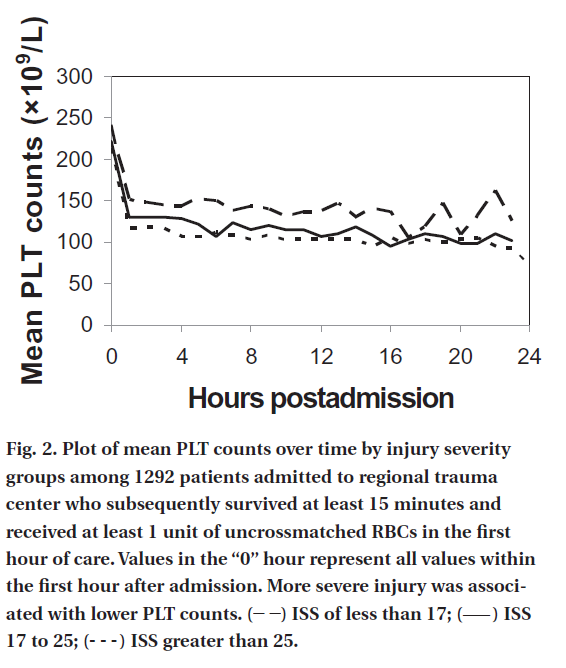 Mean PLT counts (×10⁹/L)
300
250
200
150
100
50
0
0 4 8 12 16 20 24
Hours postadmission
Fig. 2. Plot of mean PLT counts over time by injury severity
groups among 1292 patients admitted to regional trauma
center who subsequently survived at least 15 minutes and
received at least 1 unit of uncrossmatched RBCs in the first
hour of care. Values in the “0” hour represent all values within
the first hour after admission. More severe injury was associ-
ated with lower PLT counts. (– –) ISS of less than 17; (——) ISS
17 to 25; (- - -) ISS greater than 25.